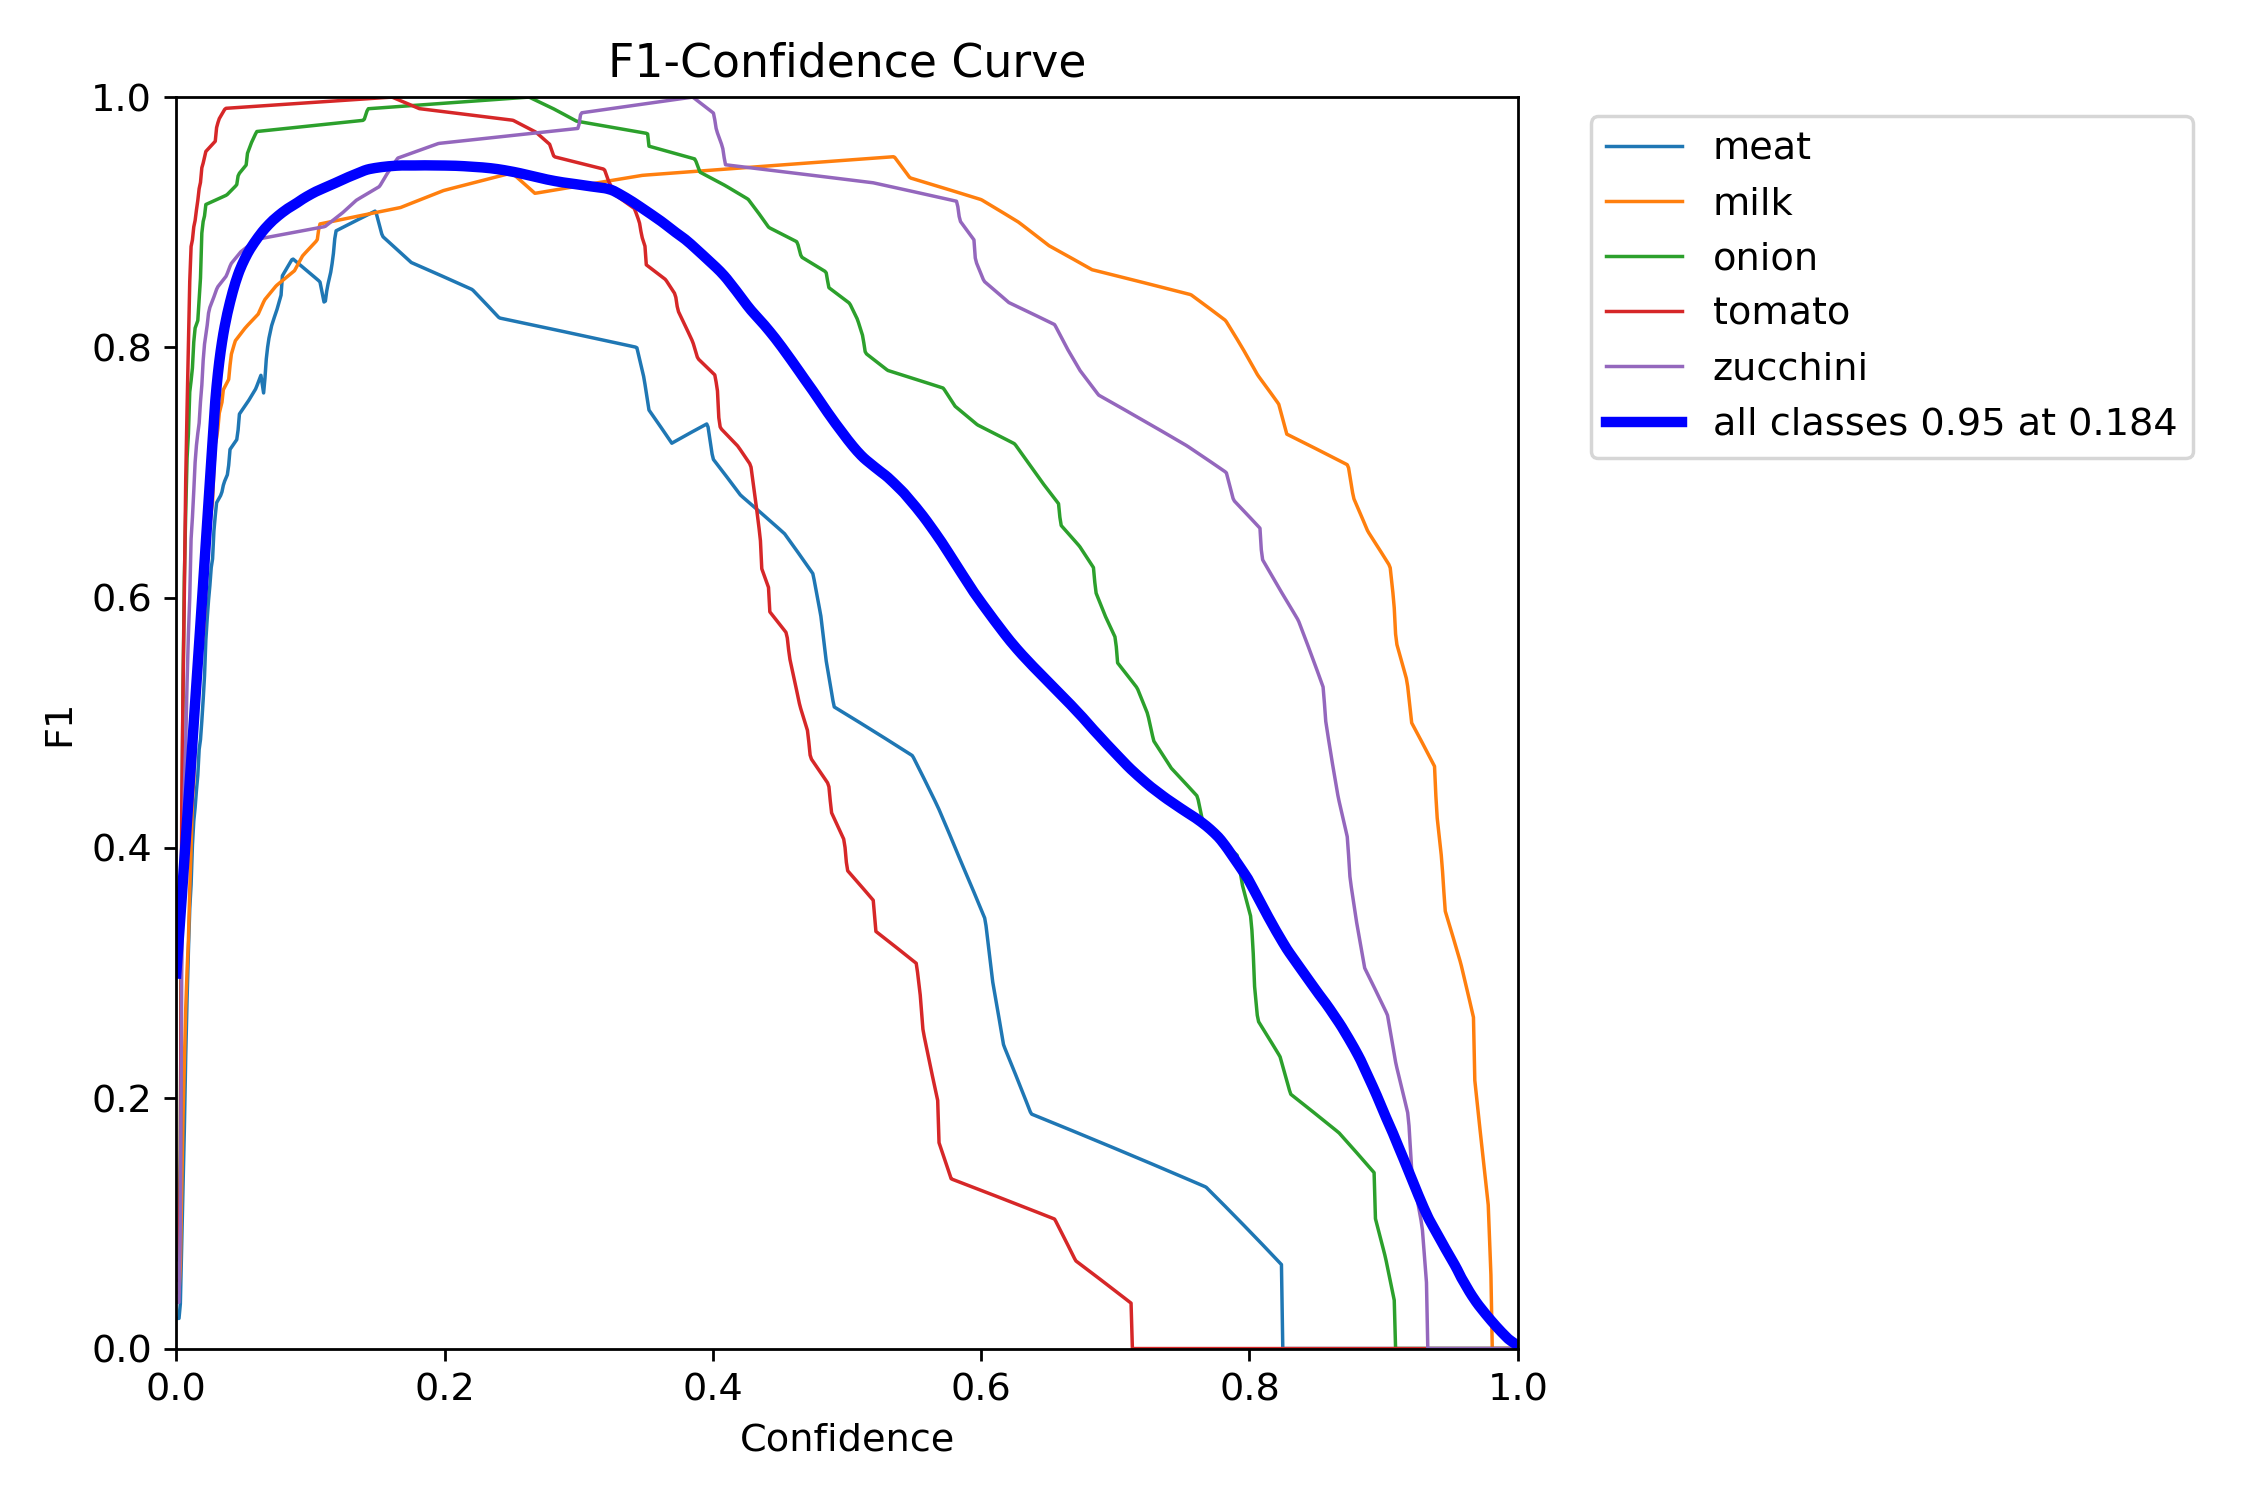 F1-Confidence Curve
1.0
0.8
0.6
0.4
0.2
0.0
F1
0.0 0.2 0.4 0.6 0.8 1.0
Confidence
meat
milk
onion
tomato
zucchini
all classes 0.95 at 0.184